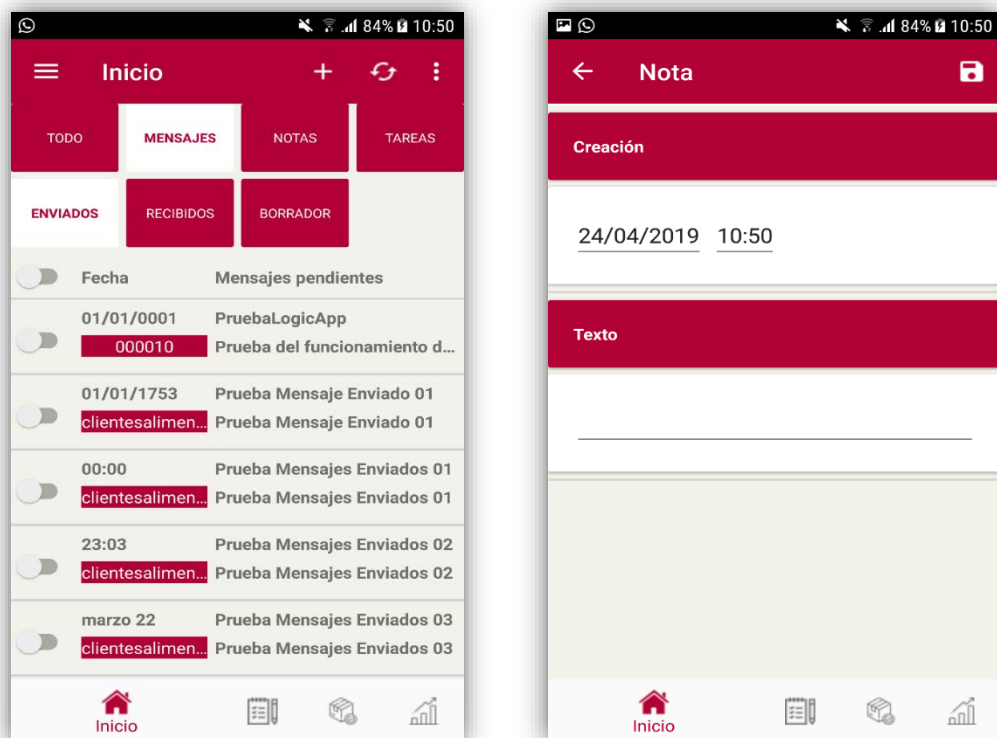 84% 10:50
Inicio
TODO MENSAJES NOTAS TAREAS
ENVIADOS RECIBIDOS BORRADOR
Fecha Mensajes pendientes
01/01/0001 PruebaLogicApp
000010 Prueba del funcionamiento d...
01/01/1753 Prueba Mensaje Enviado 01
clientesalimen... Prueba Mensaje Enviado 01
00:00 Prueba Mensajes Enviados 01
clientesalimen... Prueba Mensajes Enviados 01
23:03 Prueba Mensajes Enviados 02
clientesalimen... Prueba Mensajes Enviados 02
marzo 22 Prueba Mensajes Enviados 03
clientesalimen... Prueba Mensajes Enviados 03
Inicio
84% 10:50
Nota
Creación
24/04/2019 10:50
Texto
Inicio